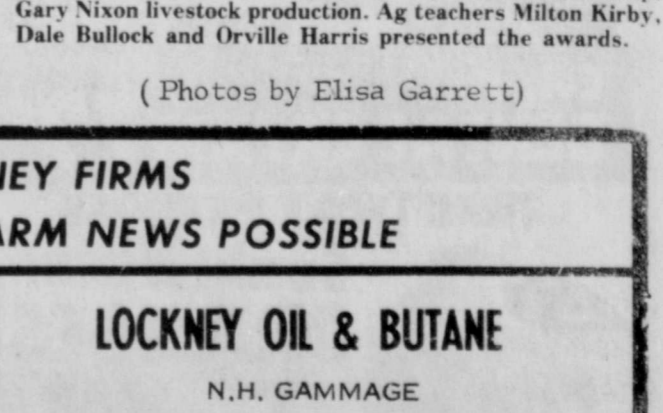 Gary Nixon livestock production. Ag teachers Milton Kirby,
Dale Bullock and Orville Harris presented the awards.
( Photos by Elisa Garrett)
NEY FIRMS
ARM NEWS POSSIBLE
LOCKNEY OIL & BUTANE
N.H. GAMMAGE